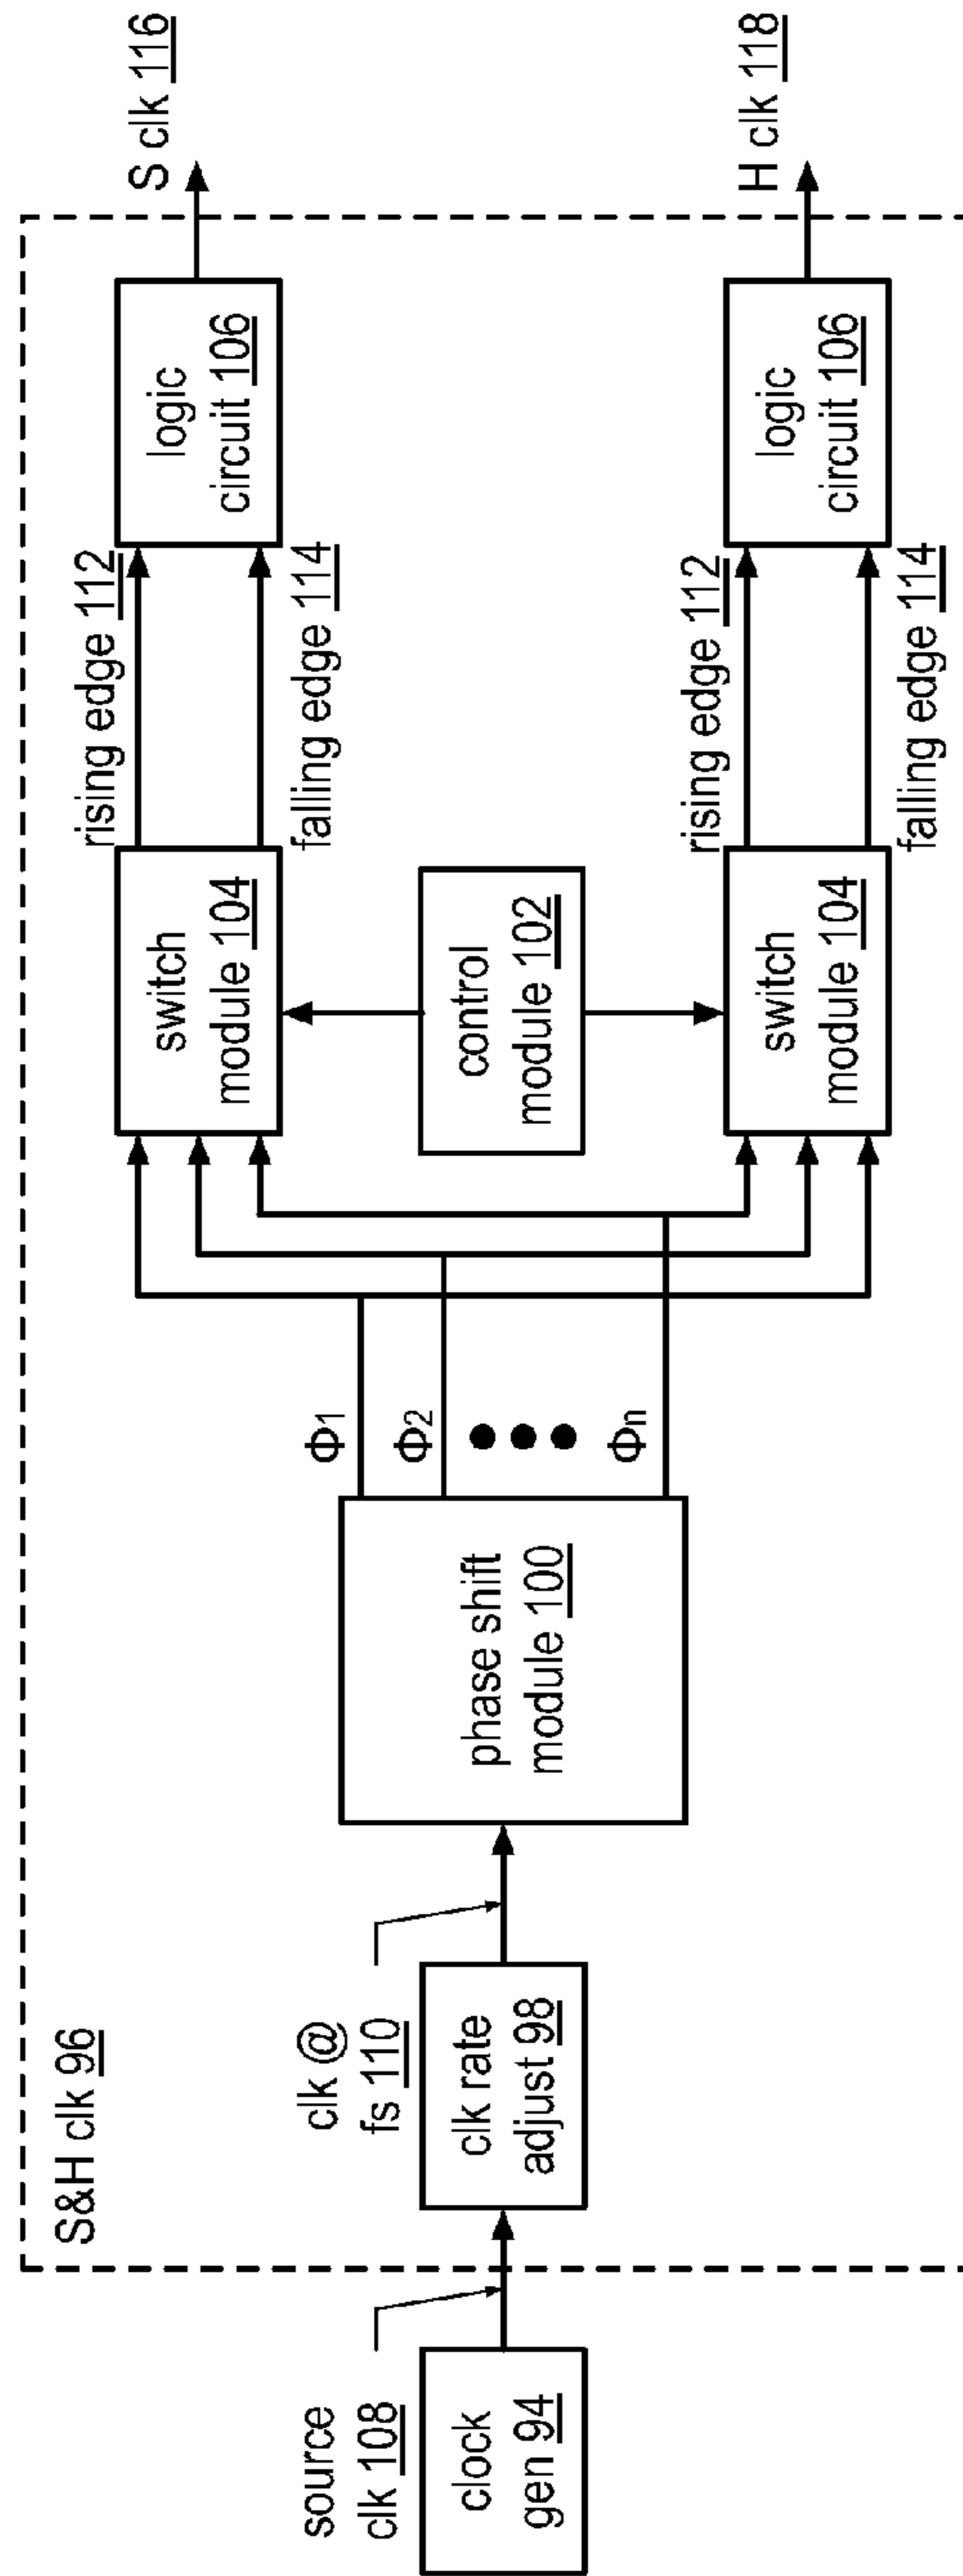 S&H clk 96
source
clk 108
clock
gen 94
clk @
fs 110
clk rate
adjust 98
phase shift
module 100
Φ1
Φ2
Φn
switch
module 104
control
module 102
switch
module 104
rising edge 112
falling edge 114
rising edge 112
falling edge 114
logic
circuit 106
logic
circuit 106
S clk 116
H clk 118